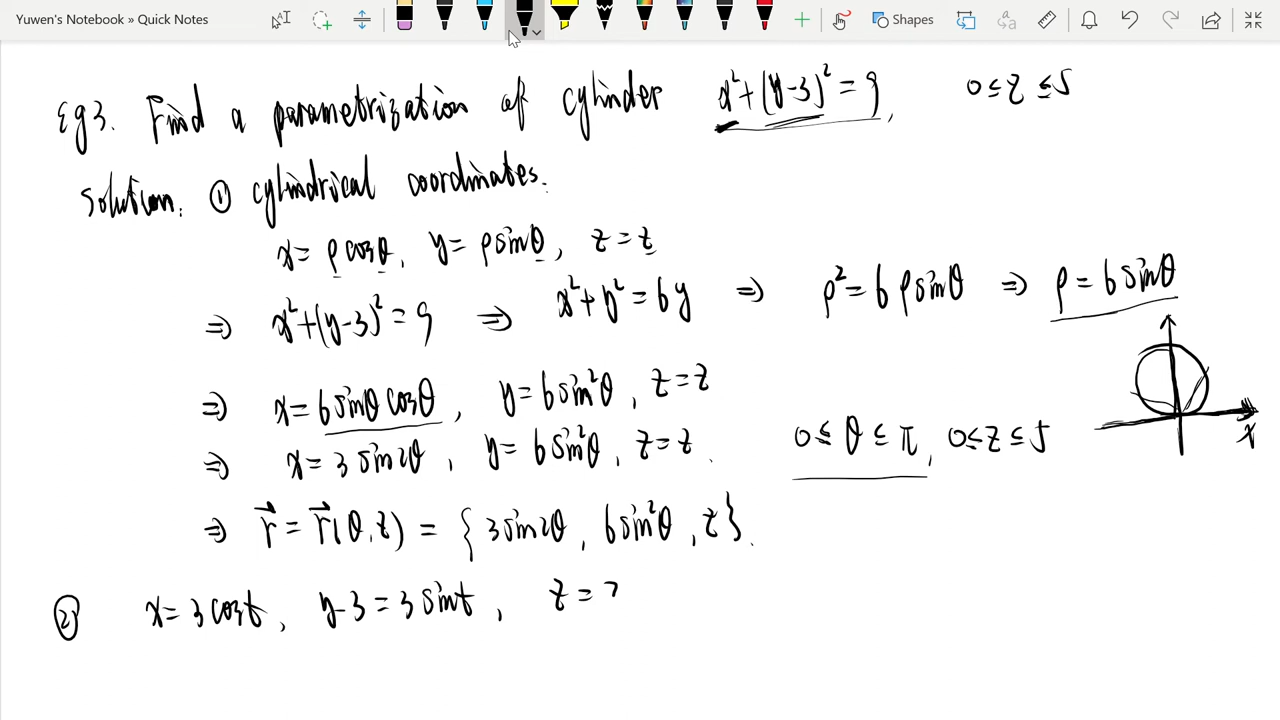 Yuwen's Notebook » Quick Notes
Shapes
Eg 3. Find a parametrization of cylinder x²+(y-3)²=9, 0≤z≤5
Solution: ① cylindrical coordinates.
x=ρcosθ, y=ρsinθ, z=z
⇒ x²+(y-3)²=9 ⇒ x²+y²=6y ⇒ ρ²=6ρsinθ ⇒ ρ=6sinθ
⇒ x=6sinθcosθ, y=6sin²θ, z=z
⇒ x=3sin2θ, y=6sin²θ, z=z. 0≤θ≤π, 0≤z≤5
x
⇒ r⃗=r⃗(θ,z)={3sin2θ, 6sin²θ, z}.
② x=3cost, y-3=3sint, z=